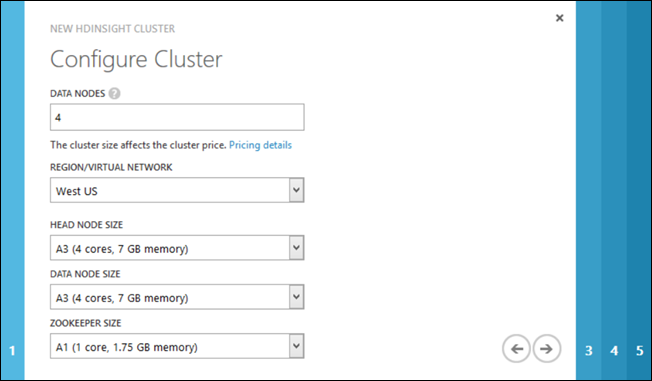 NEW HDINSIGHT CLUSTER
Configure Cluster
DATA NODES ?
4
The cluster size affects the cluster price. Pricing details
REGION/VIRTUAL NETWORK
West US
HEAD NODE SIZE
A3 (4 cores, 7 GB memory)
DATA NODE SIZE
A3 (4 cores, 7 GB memory)
ZOOKEEPER SIZE
A1 (1 core, 1.75 GB memory)
1
3 4 5